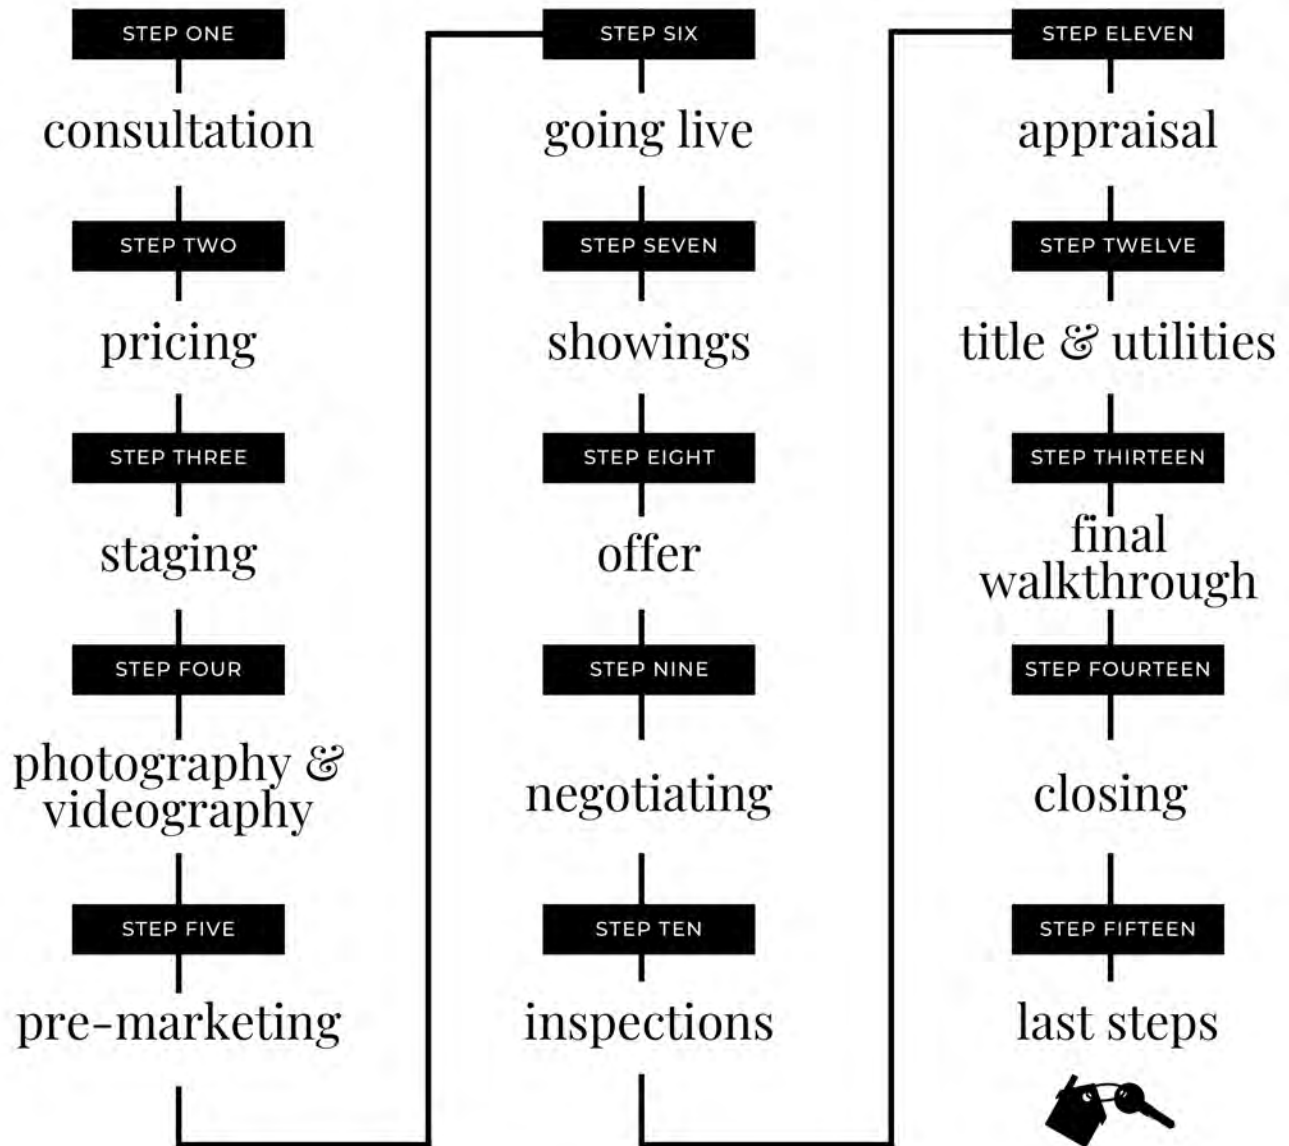 STEP ONE
consultation
STEP TWO
pricing
STEP THREE
staging
STEP FOUR
photography &
videography
STEP FIVE
pre-marketing
STEP SIX
going live
STEP SEVEN
showings
STEP EIGHT
offer
STEP NINE
negotiating
STEP TEN
inspections
STEP ELEVEN
appraisal
STEP TWELVE
title & utilities
STEP THIRTEEN
final
walkthrough
STEP FOURTEEN
closing
STEP FIFTEEN
last steps